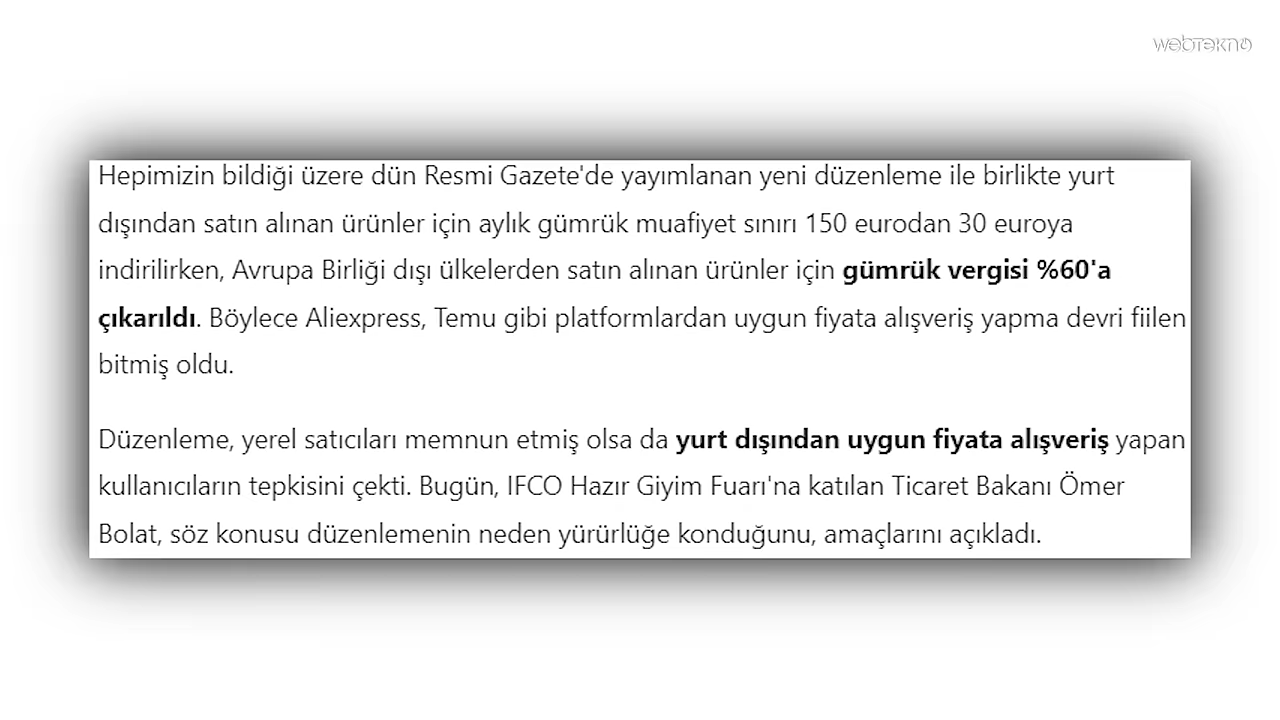 webtekno
Hepimizin bildiği üzere dün Resmi Gazete'de yayımlanan yeni düzenleme ile birlikte yurt
dışından satın alınan ürünler için aylık gümrük muafiyet sınırı 150 eurodan 30 euroya
indirilirken, Avrupa Birliği dışı ülkelerden satın alınan ürünler için gümrük vergisi %60'a
çıkarıldı. Böylece Aliexpress, Temu gibi platformlardan uygun fiyata alışveriş yapma devri fiilen
bitmiş oldu.
Düzenleme, yerel satıcıları memnun etmiş olsa da yurt dışından uygun fiyata alışveriş yapan
kullanıcıların tepkisini çekti. Bugün, IFCO Hazır Giyim Fuarı'na katılan Ticaret Bakanı Ömer
Bolat, söz konusu düzenlemenin neden yürürlüğe konduğunu, amaçlarını açıkladı.